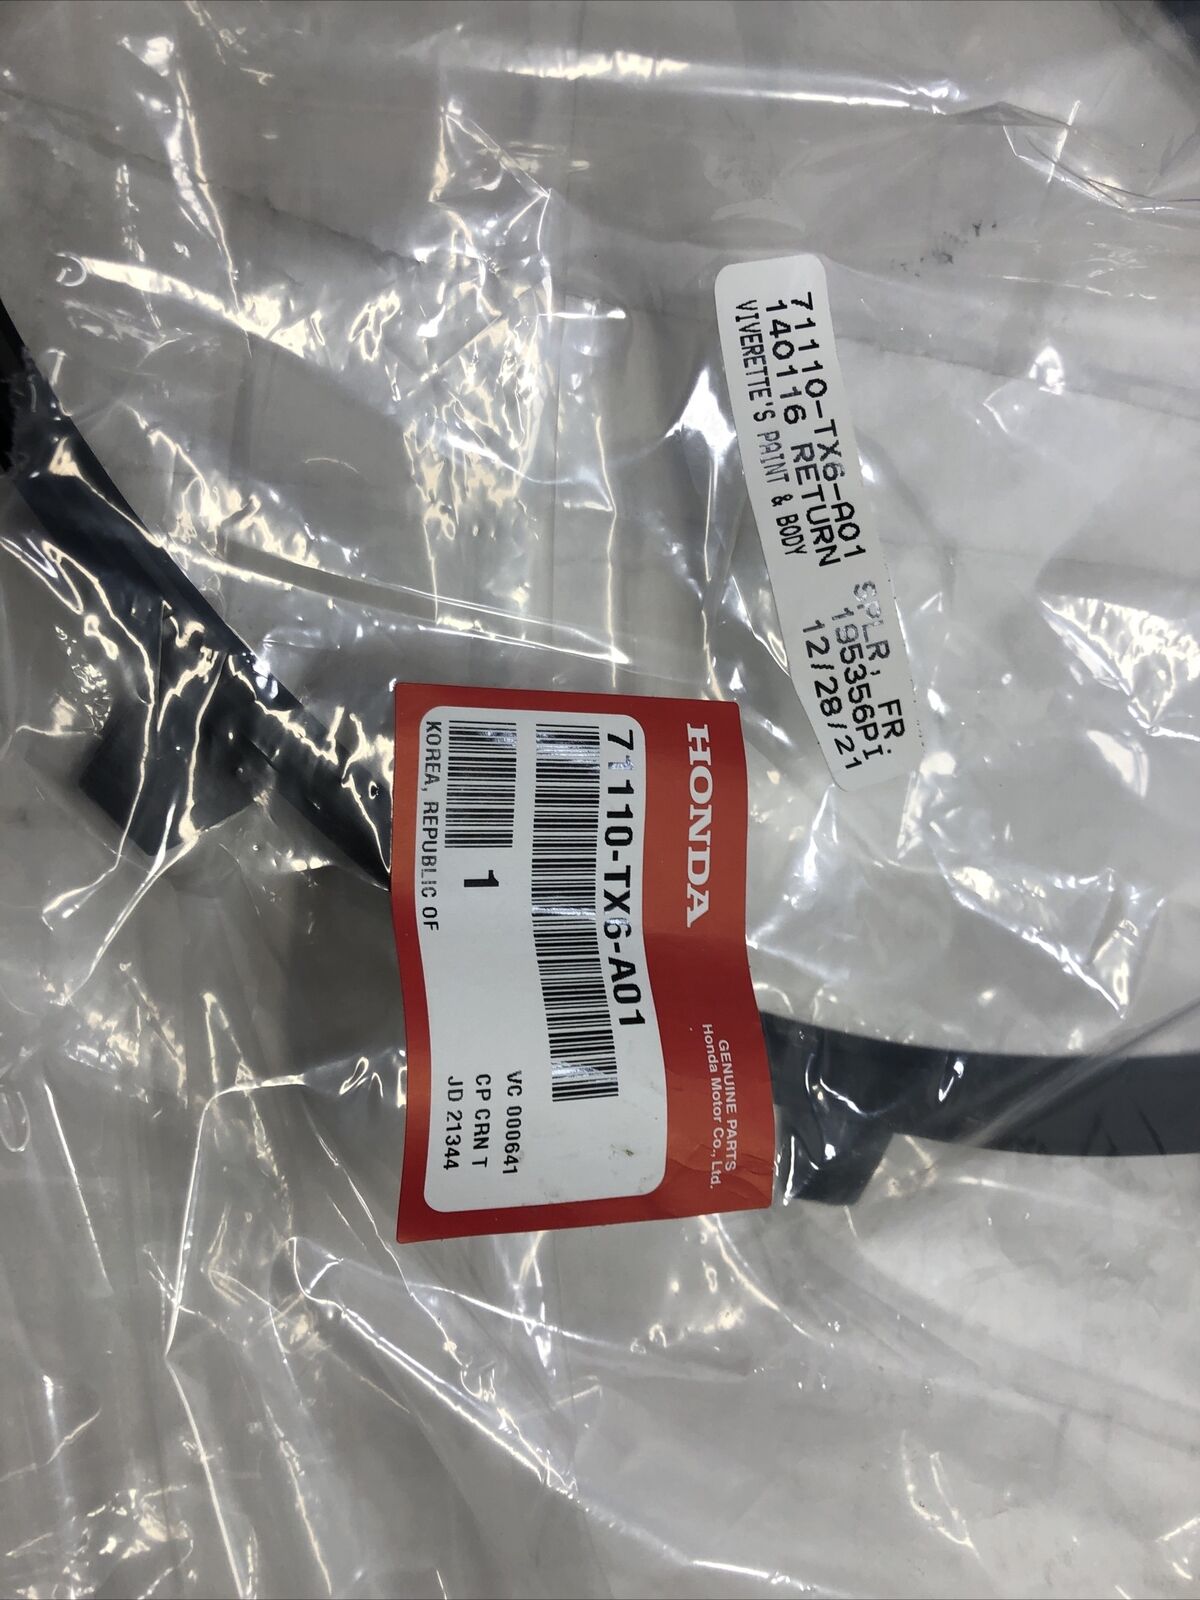 71110-TX6-A01 SPLR, FR.
140116 RETURN 195356Pi
VIVERETTE'S PAINT & BODY 12/28/21
HONDA
GENUINE PARTS
Honda Motor Co., Ltd.
71110-TX6-A01
1
VC 000641
CP CRN T
KOREA, REPUBLIC OF
JD 21344